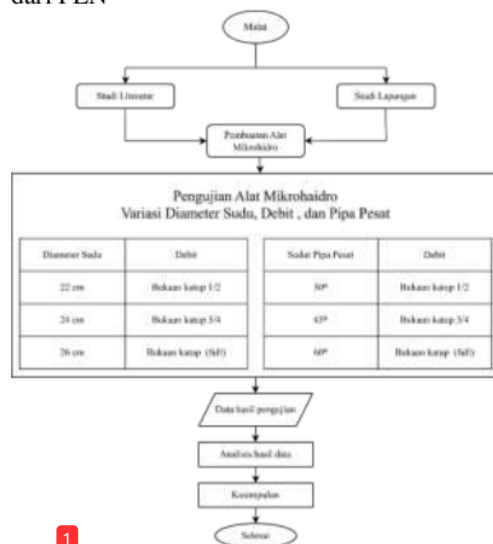 dari PLN
Mulai
Studi Literatur
Studi Lapangan
Pembuatan Alat
Mikrohidro
Pengujian Alat Mikrohaidro
Variasi Diameter Sudu, Debit , dan Pipa Pesat
Diameter Sudu
Debit
22 cm
Bukaan katup 1/2
24 cm
Bukaan katup 3/4
26 cm
Bukaan katup (full)
Sudut Pipa Pesat
Debit
30°
Bukaan katup 1/2
45°
Bukaan katup 3/4
60°
Bukaan katup (full)
Data hasil pengujian
Analisis hasil data
Kesimpulan
Selesai
1